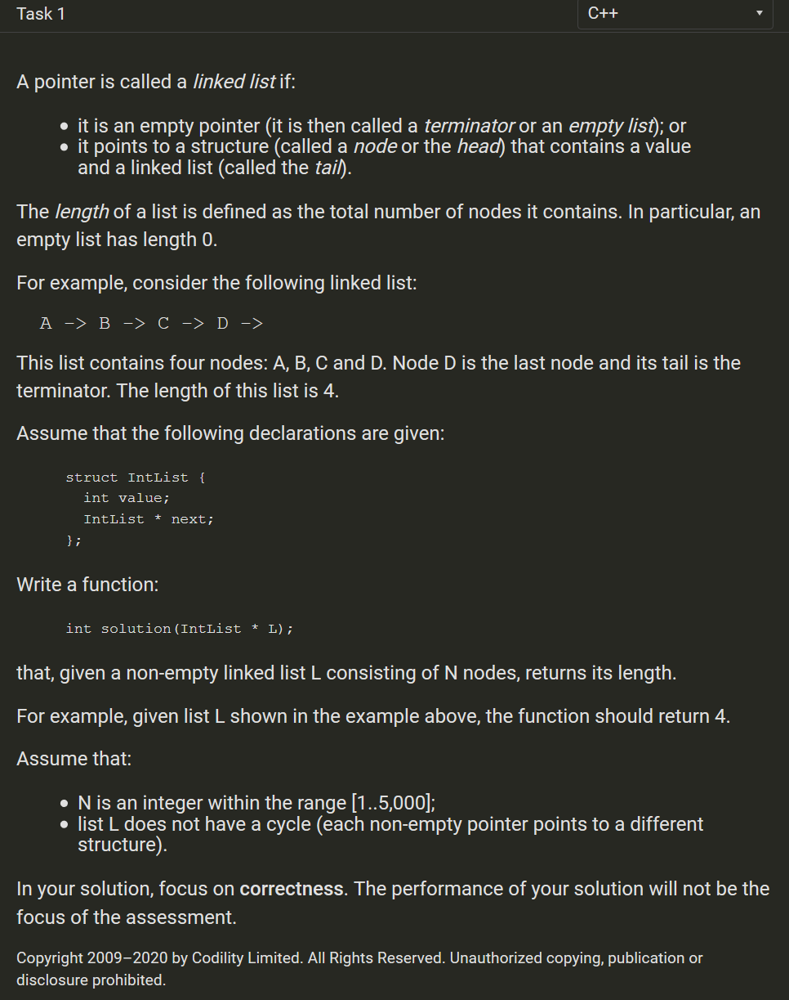 Task 1
C++
A pointer is called a linked list if:
it is an empty pointer (it is then called a terminator or an empty list); or
it points to a structure (called a node or the head) that contains a value
and a linked list (called the tail).
The length of a list is defined as the total number of nodes it contains. In particular, an
empty list has length 0.
For example, consider the following linked list:
A -> B -> C -> D ->
This list contains four nodes: A, B, C and D. Node D is the last node and its tail is the
terminator. The length of this list is 4.
Assume that the following declarations are given:
struct IntList {
int value;
IntList * next;
};
Write a function:
int solution(IntList * L);
that, given a non-empty linked list L consisting of N nodes, returns its length.
For example, given list L shown in the example above, the function should return 4.
Assume that:
N is an integer within the range [1..5,000];
list L does not have a cycle (each non-empty pointer points to a different
structure).
In your solution, focus on correctness. The performance of your solution will not be the
focus of the assessment.
Copyright 2009–2020 by Codility Limited. All Rights Reserved. Unauthorized copying, publication or
disclosure prohibited.